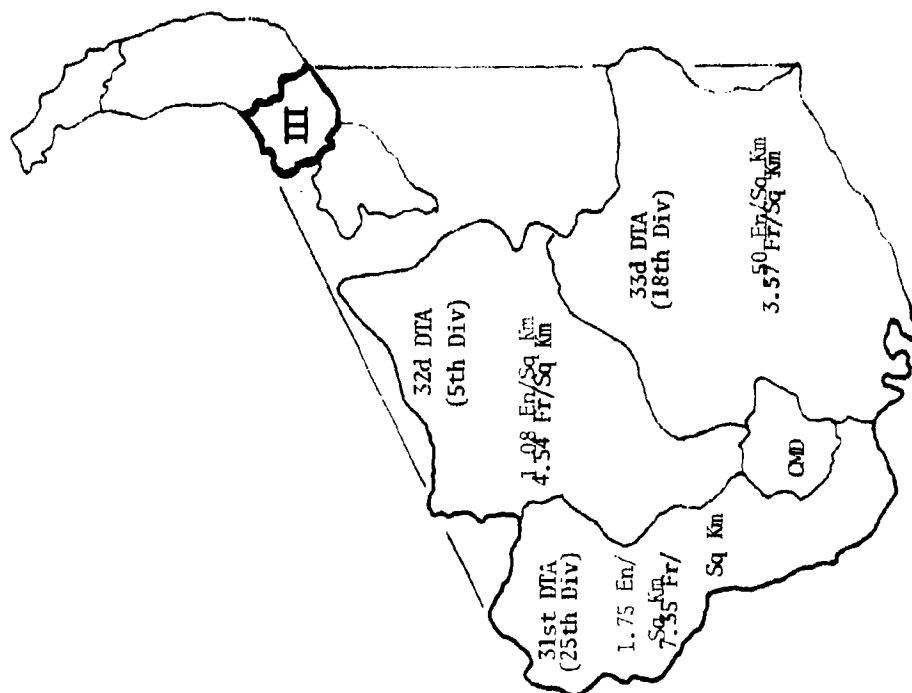 III
31st DTA
(25th Div)
1.75 En/
Sq Km
7.35 Fr/
Sq Km
32d DTA
(5th Div)
1.08 En/Sq Km
4.54 Fr/Sq Km
CMD
33d DTA
(18th Div)
50 En/Sq Km
3.57 Fr/Sq Km